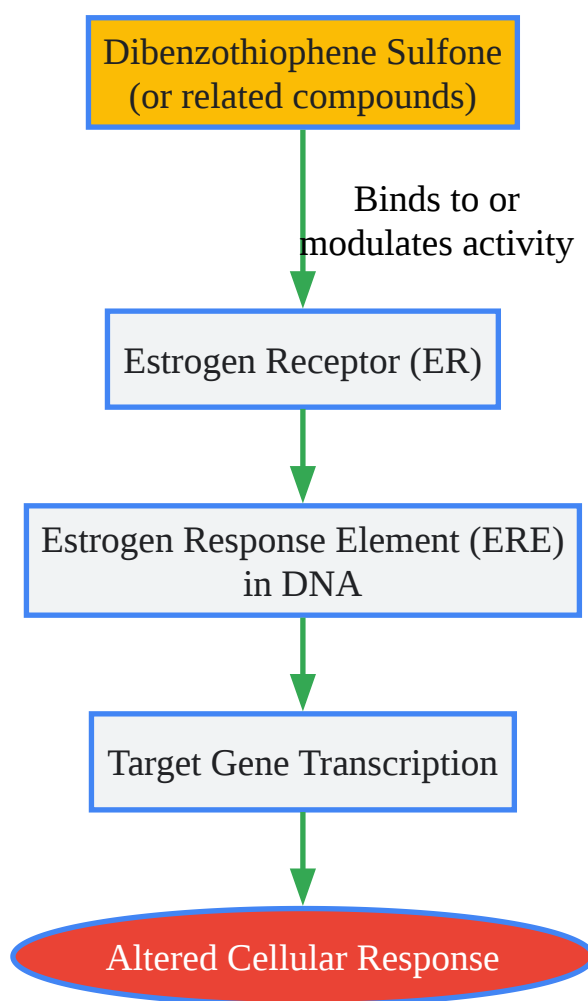 Dibenzothiophene Sulfone
(or related compounds)
Binds to or
modulates activity
Estrogen Receptor (ER)
Estrogen Response Element (ERE)
in DNA
Target Gene Transcription
Altered Cellular Response